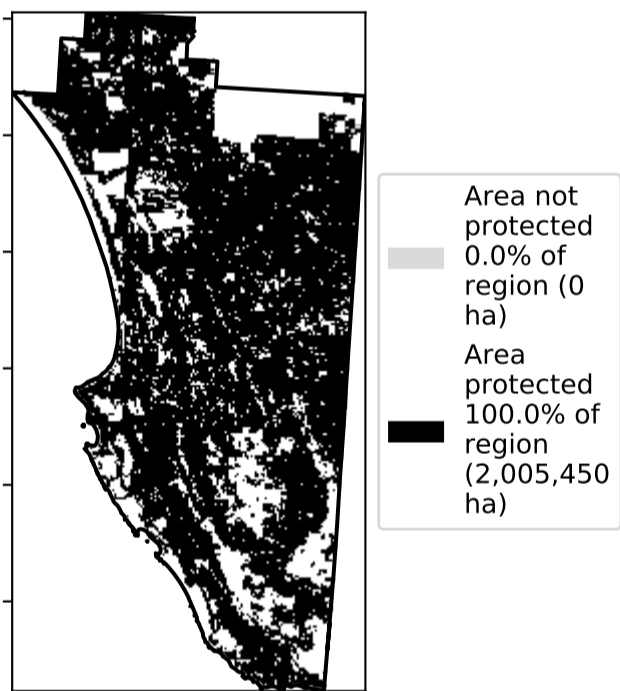 Area not
protected
0.0% of
region (0
ha)
Area
protected
100.0% of
region
(2,005,450
ha)